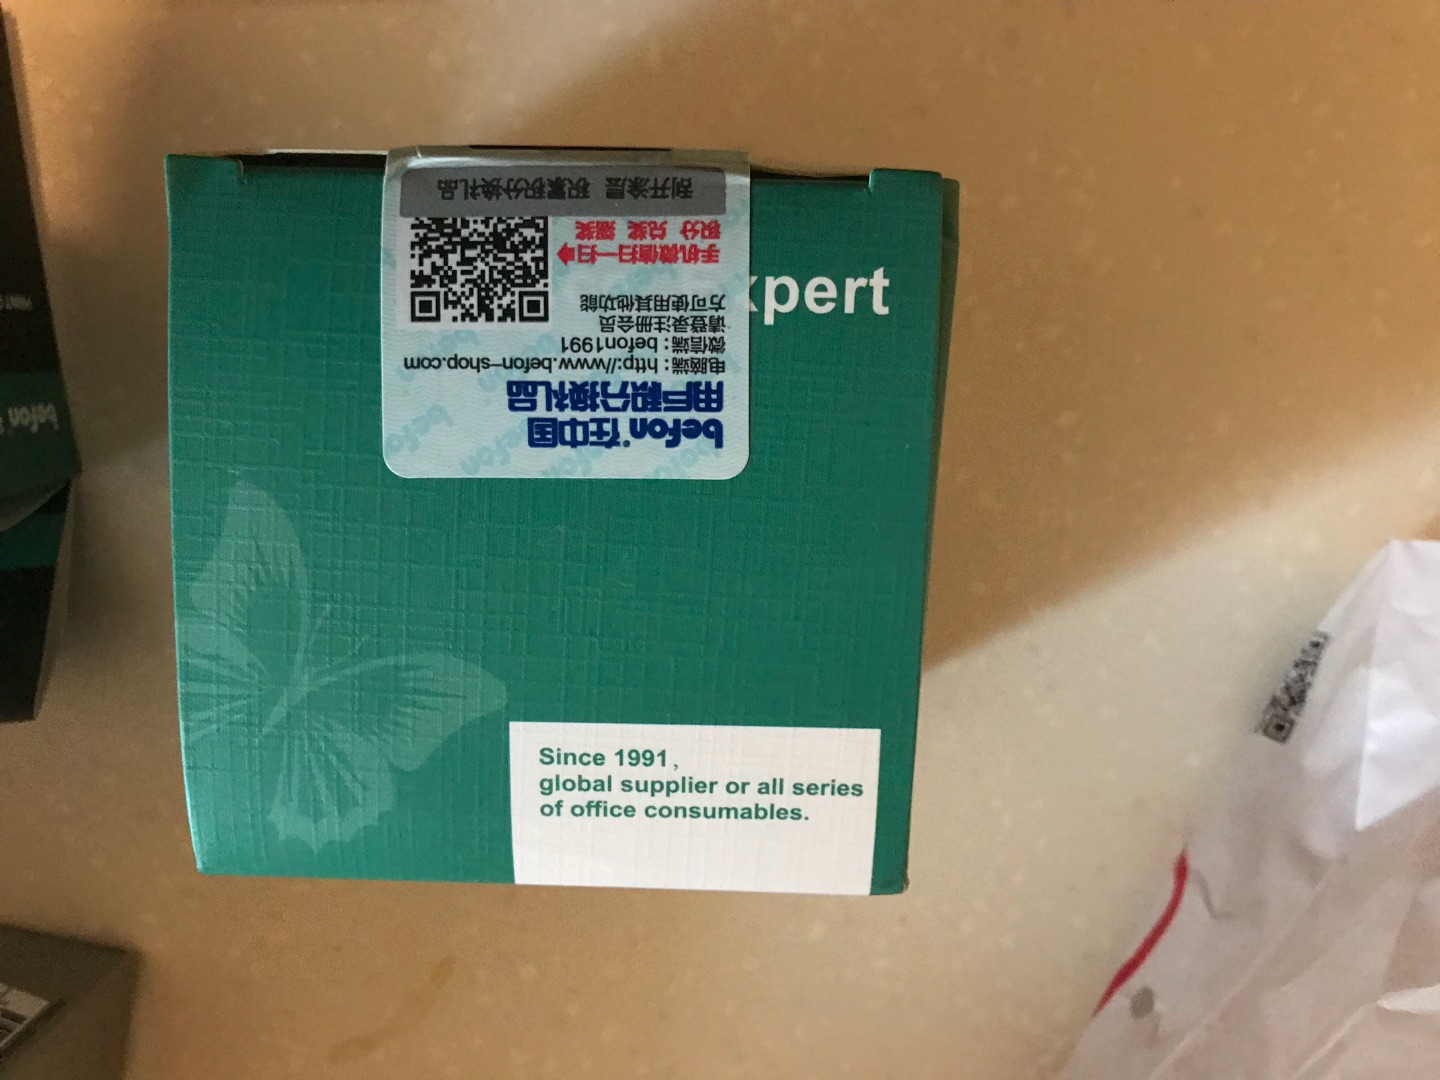 befon®在中国
用户积分换礼品
电脑端：http://www.befon-shop.com
微信端：befon1991
请登录注册会员
方可使用其他功能
手机微信扫一扫
积分 兑奖 摇奖
刮开涂层 积累积分换礼品
xpert
Since 1991,
global supplier or all series
of office consumables.
befon